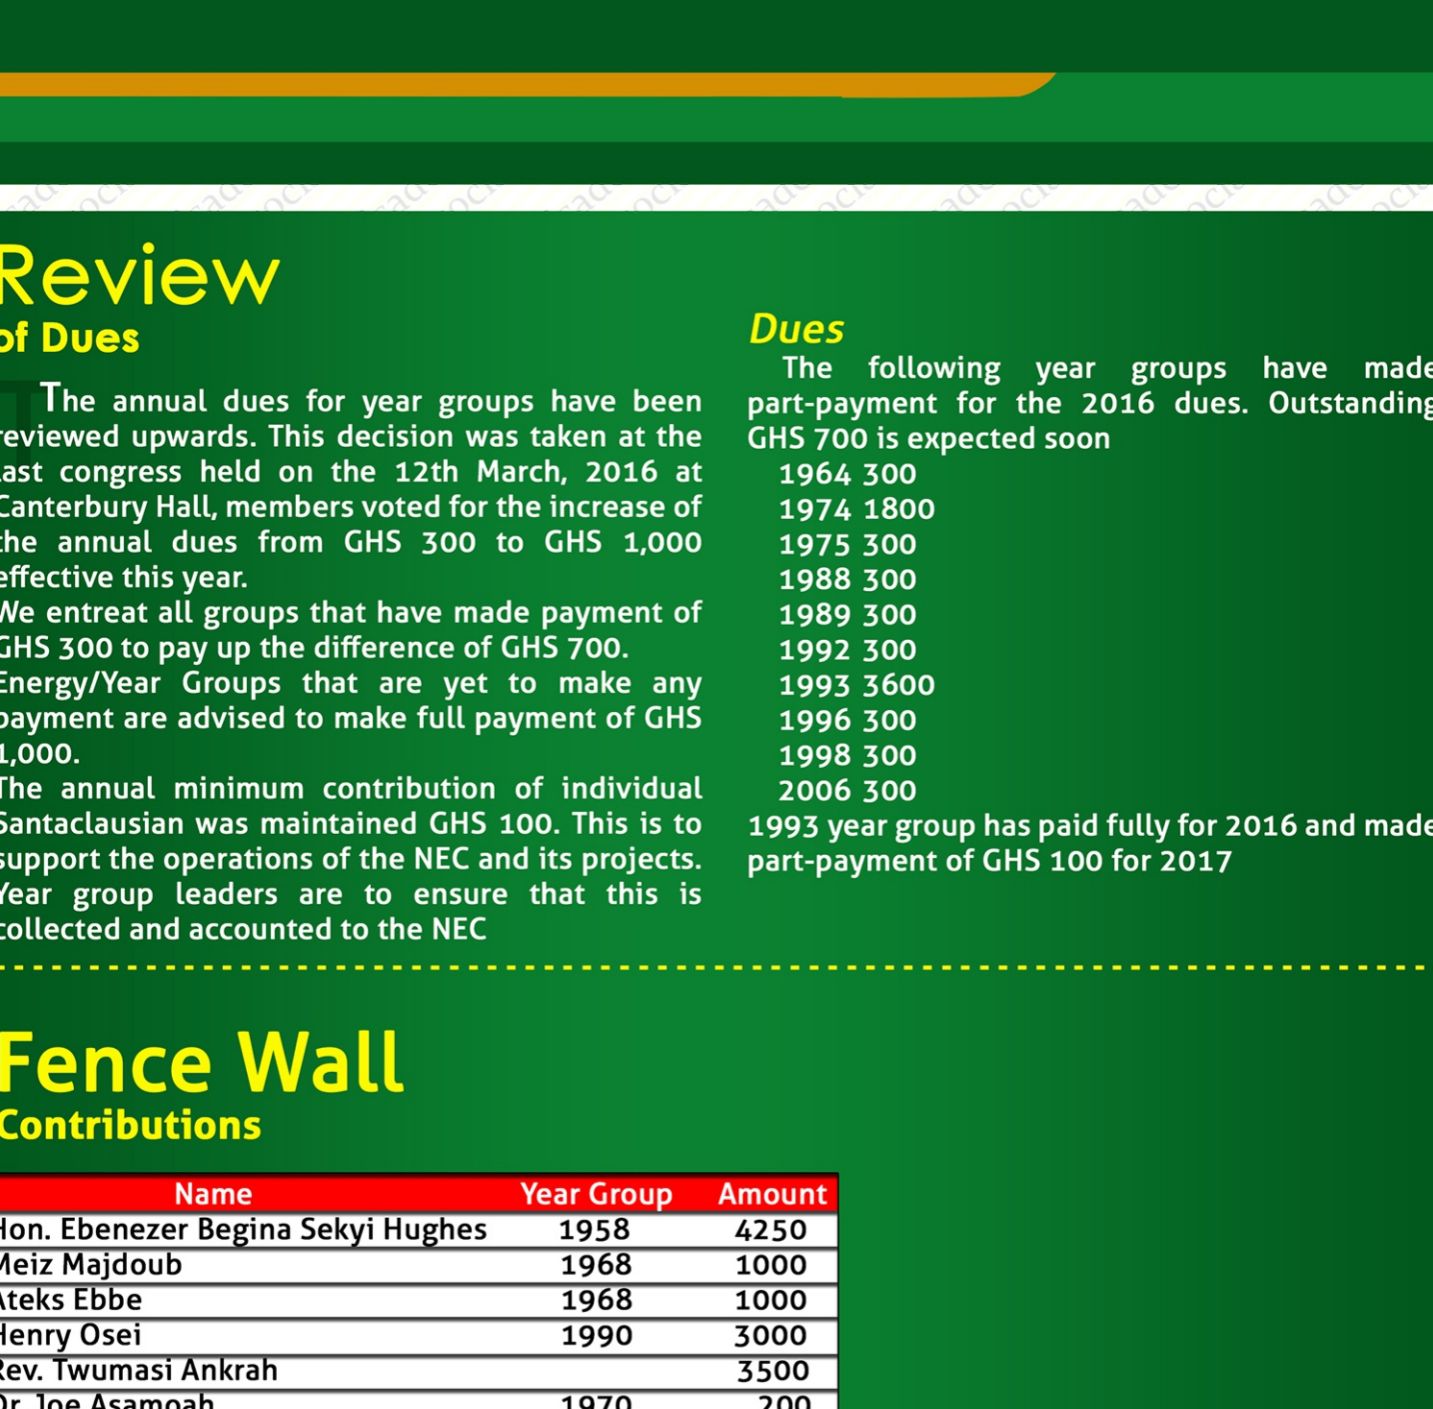 Review
of Dues
The annual dues for year groups have been
reviewed upwards. This decision was taken at the
last congress held on the 12th March, 2016 at
Canterbury Hall, members voted for the increase of
the annual dues from GHS 300 to GHS 1,000
effective this year.
We entreat all groups that have made payment of
GHS 300 to pay up the difference of GHS 700.
Energy/Year Groups that are yet to make any
payment are advised to make full payment of GHS
1,000.
The annual minimum contribution of individual
Santaclausian was maintained GHS 100. This is to
support the operations of the NEC and its projects.
Year group leaders are to ensure that this is
collected and accounted to the NEC
Dues
The following year groups have made
part-payment for the 2016 dues. Outstanding
GHS 700 is expected soon
1964 300
1974 1800
1975 300
1988 300
1989 300
1992 300
1993 3600
1996 300
1998 300
2006 300
1993 year group has paid fully for 2016 and made
part-payment of GHS 100 for 2017
Fence Wall
Contributions
Name Year Group Amount
Hon. Ebenezer Begina Sekyi Hughes 1958 4250
Meiz Majdoub 1968 1000
Ateks Ebbe 1968 1000
Henry Osei 1990 3000
Rev. Twumasi Ankrah 3500
Dr. Joe Asamoah 1970 200